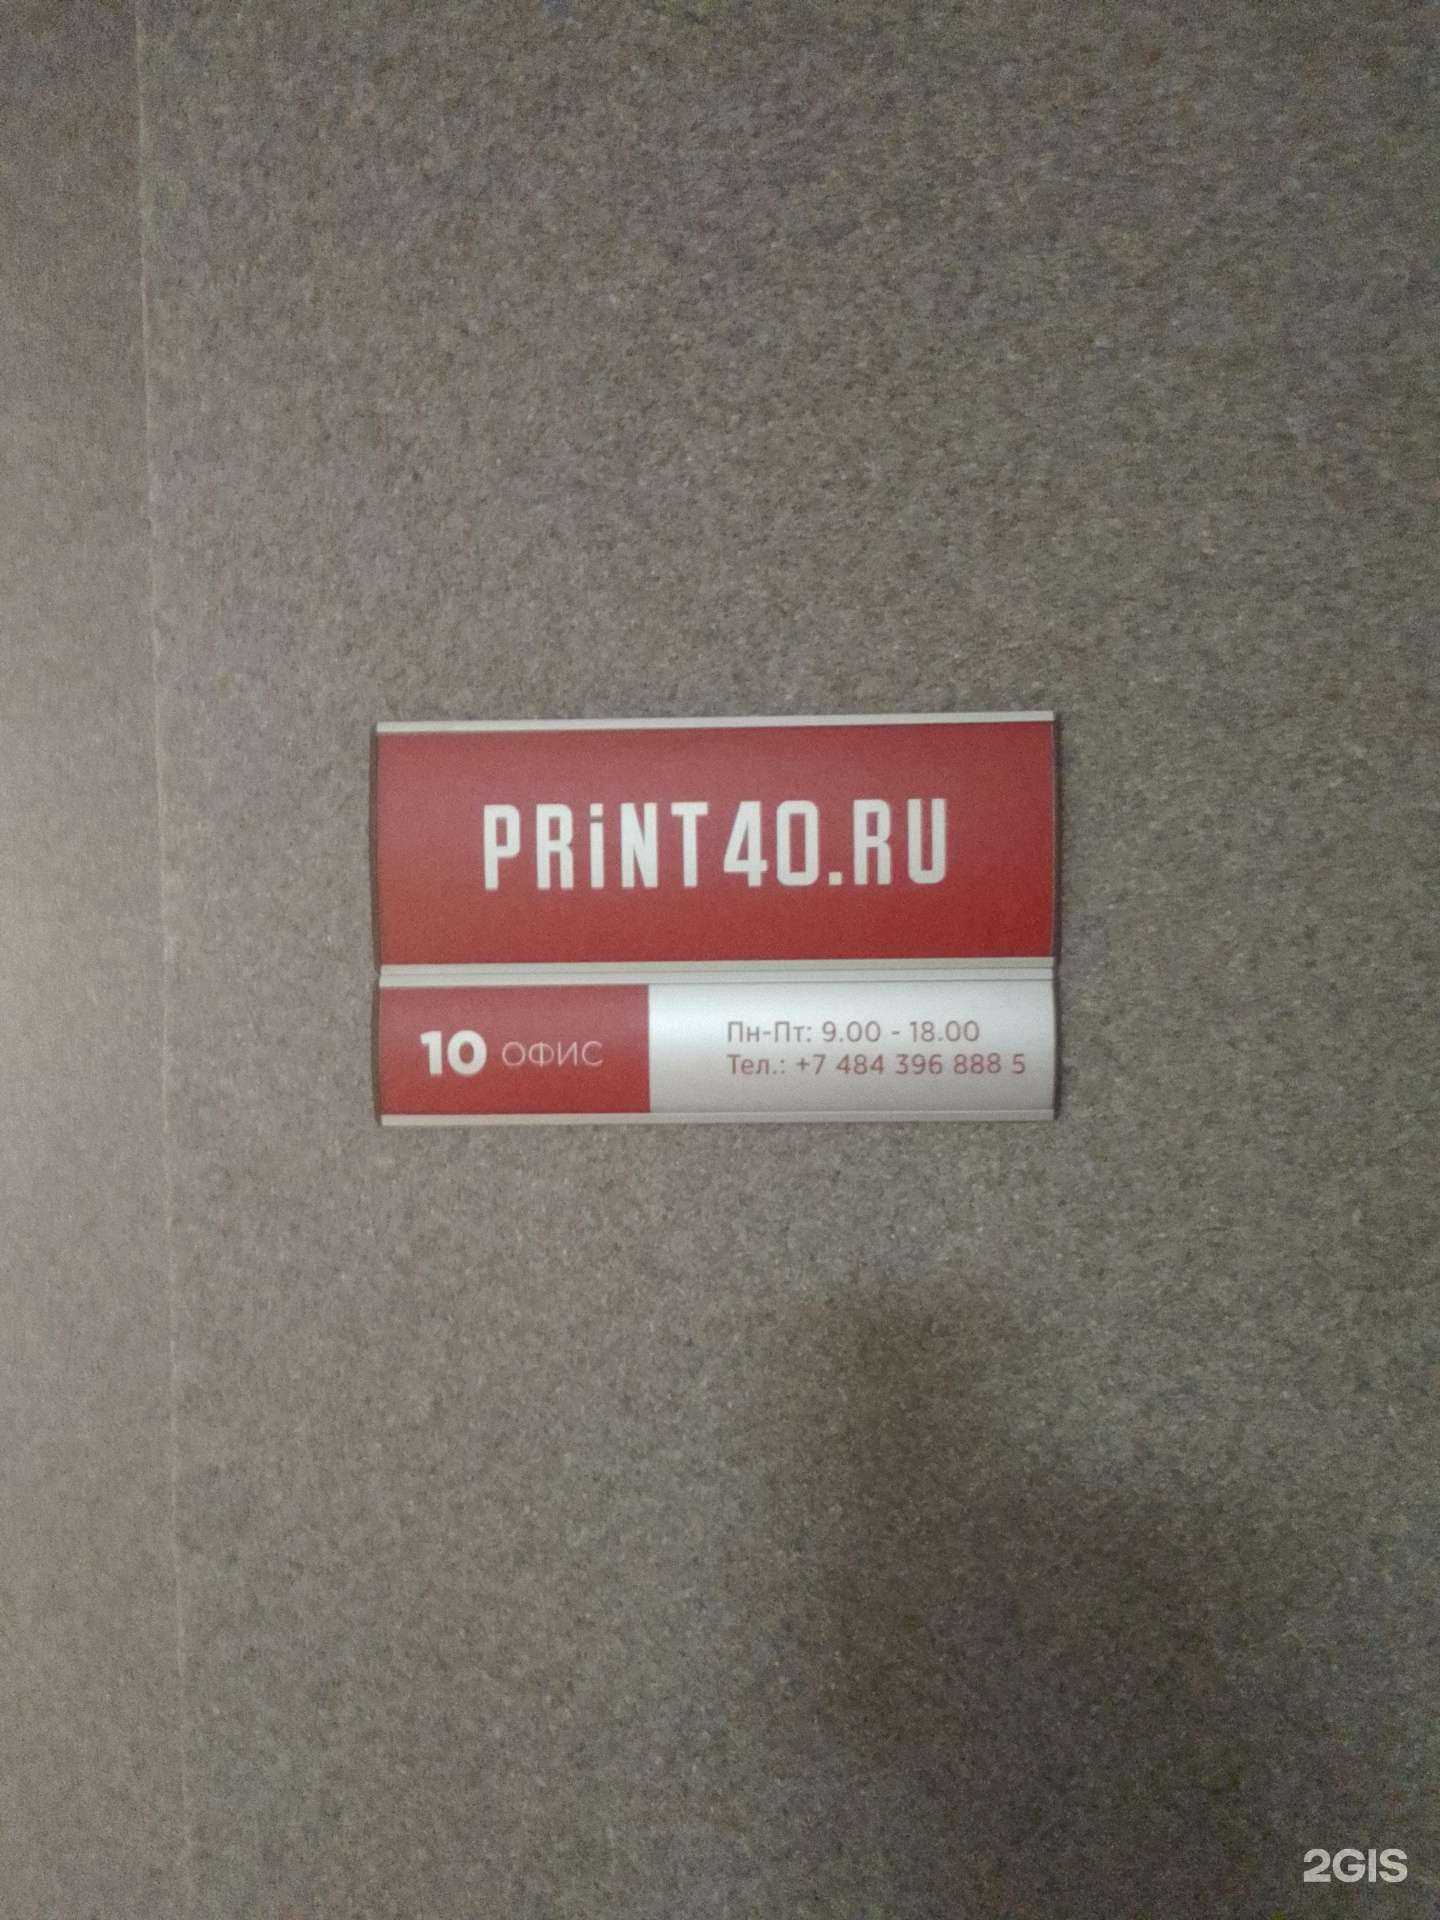 PRiNT40.RU
10 ОФИС
Пн-Пт: 9.00 - 18.00
Тел.: +7 484 396 888 5
2GIS